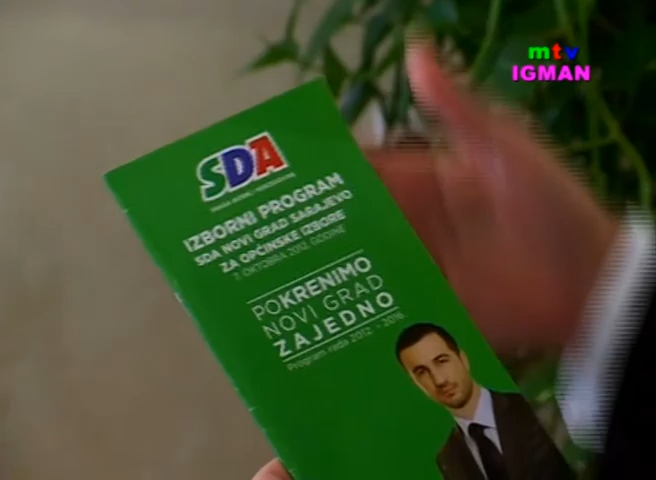 mtv
IGMAN
SDA
IZBORNI PROGRAM
SDA NOVI GRAD SARAJEVO
ZA OPĆINSKE IZBORE
7. OKTOBRA 2012. GODINE
POKRENIMO
NOVI GRAD
ZAJEDNO
Program rada 2012. - 2016.